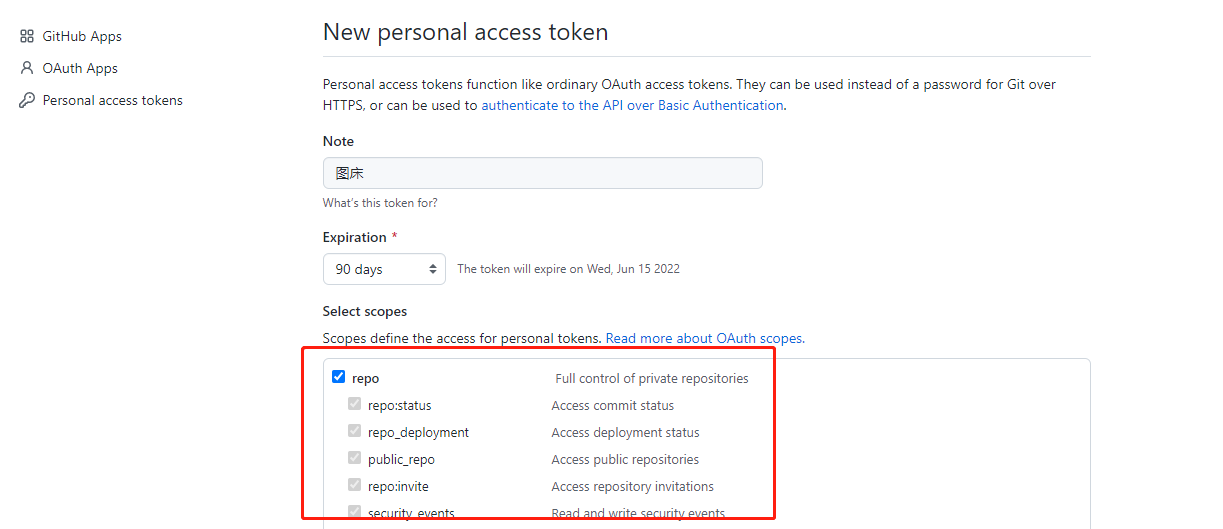 GitHub Apps
OAuth Apps
Personal access tokens
New personal access token
Personal access tokens function like ordinary OAuth access tokens. They can be used instead of a password for Git over
HTTPS, or can be used to authenticate to the API over Basic Authentication.
Note
图床
What's this token for?
Expiration *
90 days The token will expire on Wed, Jun 15 2022
Select scopes
Scopes define the access for personal tokens. Read more about OAuth scopes.
repo Full control of private repositories
repo:status Access commit status
repo_deployment Access deployment status
public_repo Access public repositories
repo:invite Access repository invitations
security_events Read and write security events